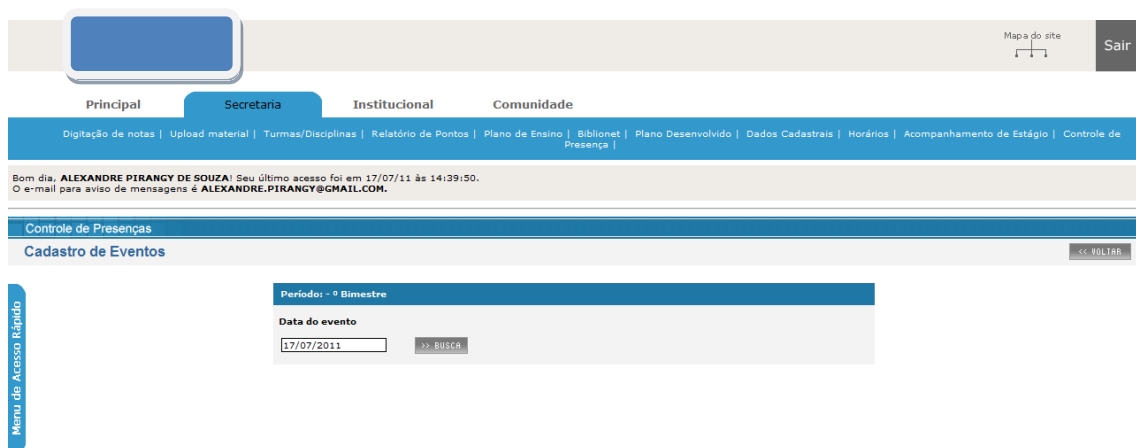 Mapa do site
Sair
Principal Secretaria Institucional Comunidade
Digitação de notas | Upload material | Turmas/Disciplinas | Relatório de Pontos | Plano de Ensino | Biblionet | Plano Desenvolvido | Dados Cadastrais | Horários | Acompanhamento de Estágio | Controle de
Presença |
Bom dia, ALEXANDRE PIRANGY DE SOUZA! Seu último acesso foi em 17/07/11 às 14:39:50.
O e-mail para aviso de mensagens é ALEXANDRE.PIRANGY@GMAIL.COM.
Controle de Presenças
Cadastro de Eventos
<< VOLTAR
Menu de Acesso Rápido
Período: - º Bimestre
Data do evento
17/07/2011 >> BUSCA